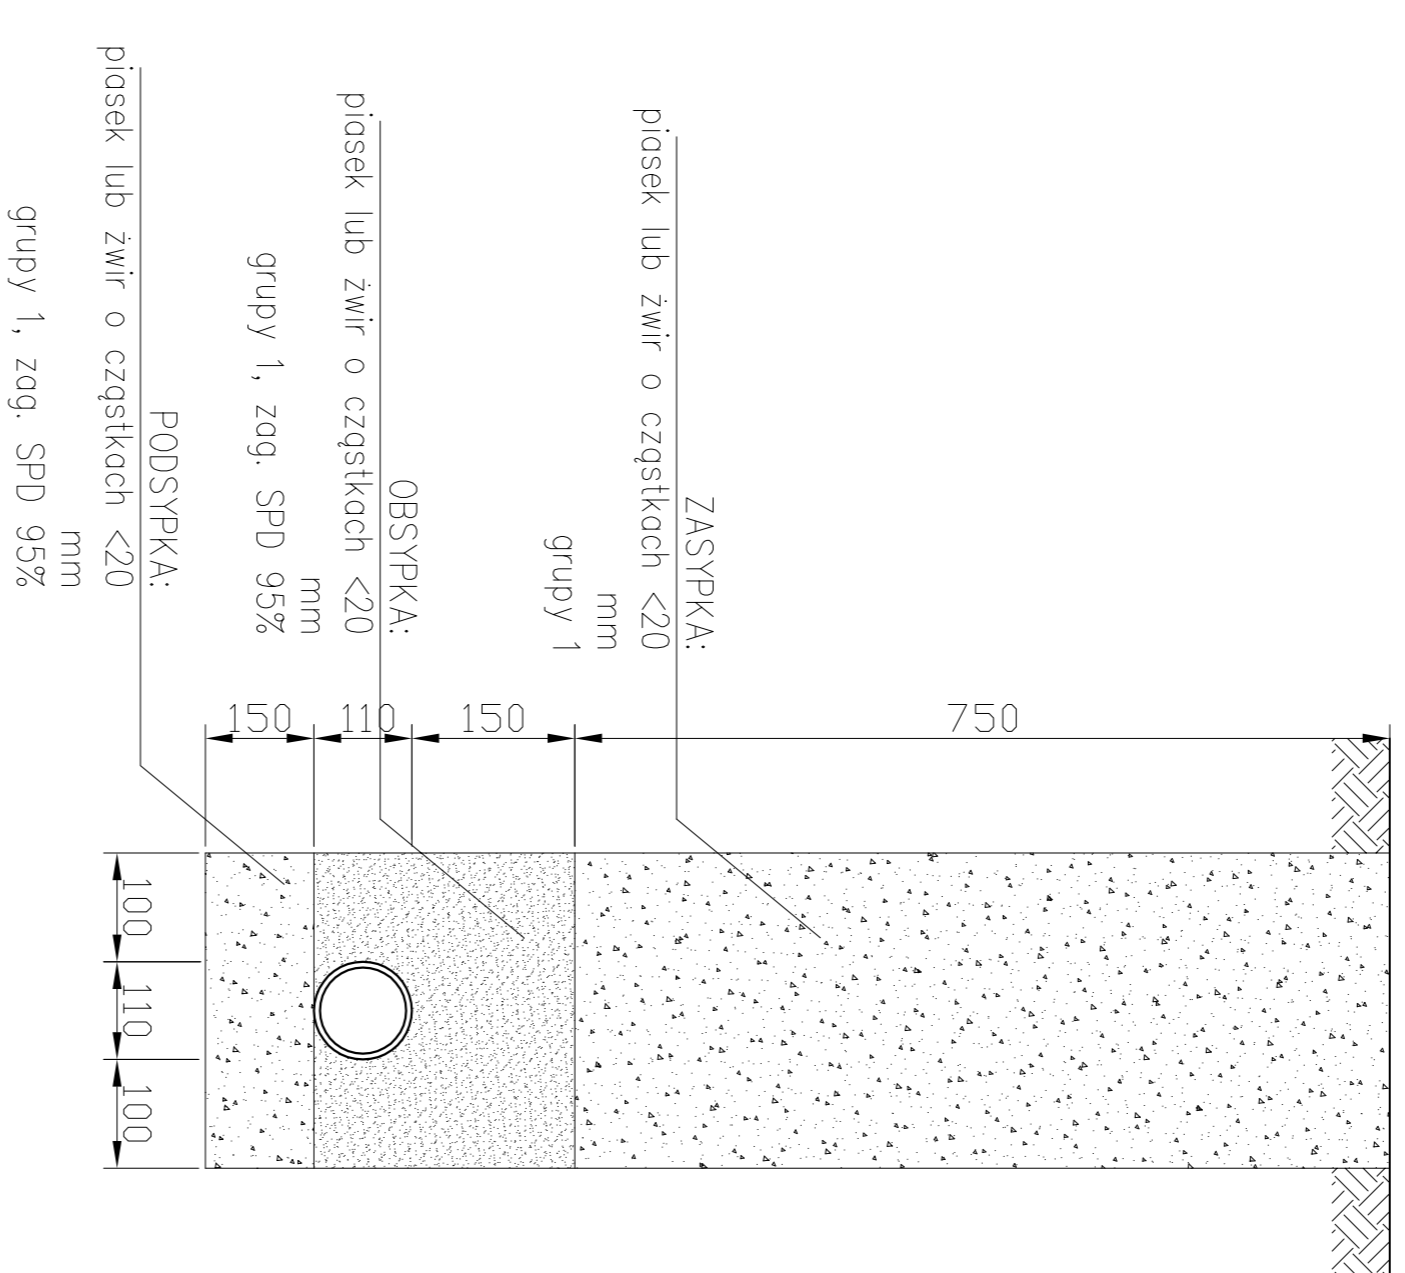 ZASYPKA:
piasek lub żwir o cząstkach <20
mm
grupy 1
OBSYPKA:
piasek lub żwir o cząstkach <20
mm
grupy 1, zag. SPD 95%
PODSYPKA:
piasek lub żwir o cząstkach <20
mm
grupy 1, zag. SPD 95%
750
150
110
150
100
110
100